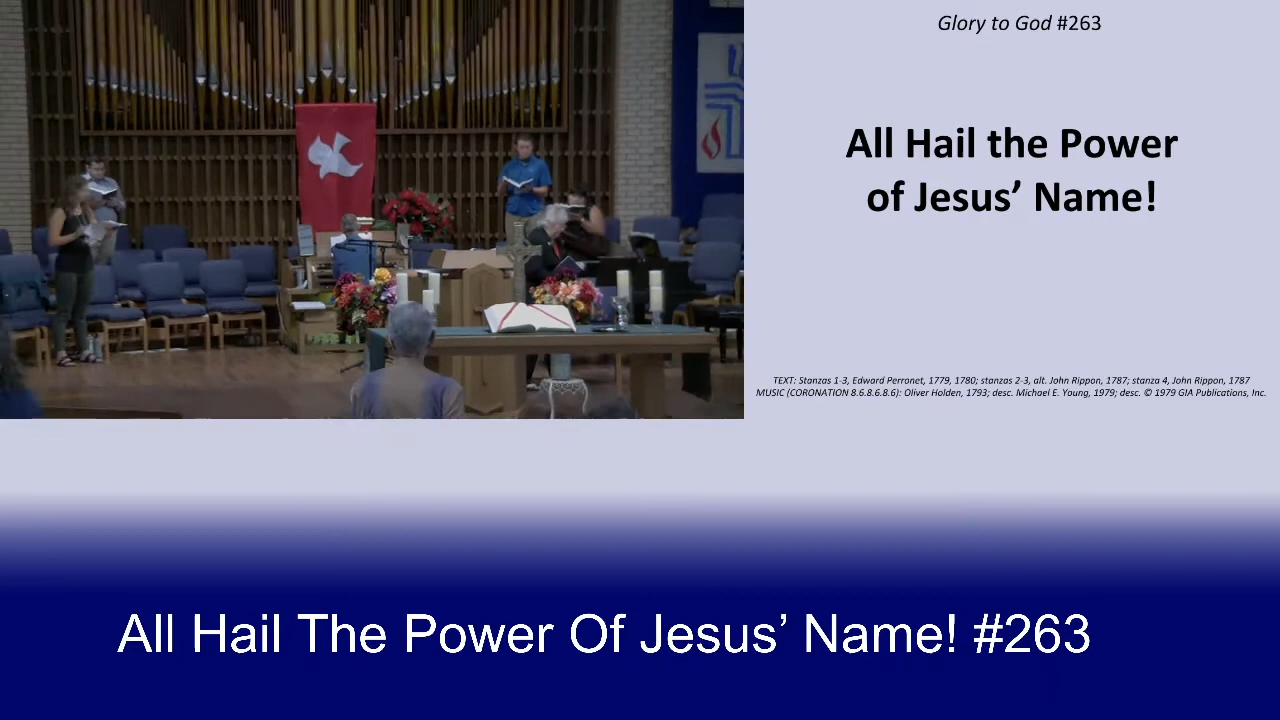 Glory to God #263
All Hail the Power
of Jesus’ Name!
TEXT: Stanzas 1-3, Edward Perronet, 1779, 1780; stanzas 2-3, alt. John Rippon, 1787; stanza 4, John Rippon, 1787
MUSIC (CORONATION 8.6.8.6.8.6): Oliver Holden, 1793; desc. Michael E. Young, 1979; desc. © 1979 GIA Publications, Inc.
All Hail The Power Of Jesus’ Name! #263